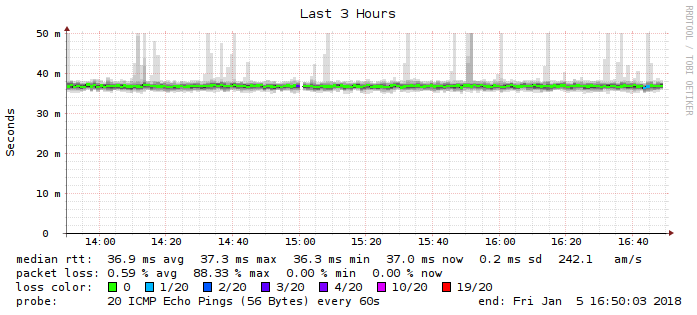 Last 3 Hours
RRDTOOL / TOBI OETIKER
Seconds
50 m
40 m
30 m
20 m
10 m
0
14:00 14:20 14:40 15:00 15:20 15:40 16:00 16:20 16:40
median rtt: 36.9 ms avg 37.3 ms max 36.3 ms min 37.0 ms now 0.2 ms sd 242.1 am/s
packet loss: 0.59 % avg 88.33 % max 0.00 % min 0.00 % now
loss color: 0 1/20 2/20 3/20 4/20 10/20 19/20
probe: 20 ICMP Echo Pings (56 Bytes) every 60s end: Fri Jan 5 16:50:03 2018